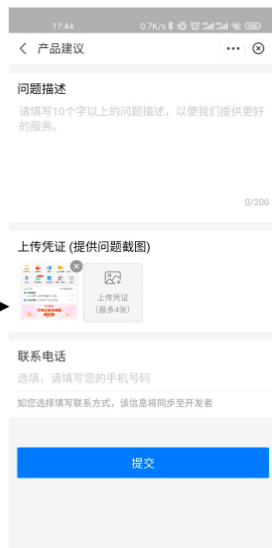 17:44
0.7K/s
产品建议
问题描述
请填写10个字以上的问题描述，以便我们提供更好
的服务。
0/200
上传凭证 (提供问题截图)
上传凭证
(最多4张)
联系电话
选填，请填写您的手机号码
如您选择填写联系方式，该信息将同步至开发者
提交